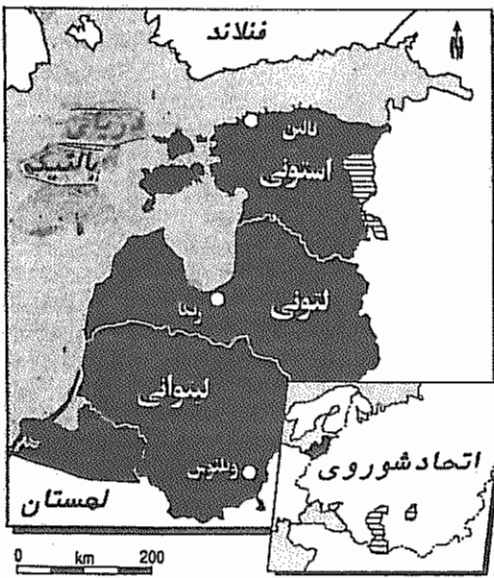 فنلاند
N
دریای
بالتیک
تالین
استونی
لتونی
ریگا
لیتوانی
ویلنیوس
لهستان
اتحاد شوروی
0 km 200